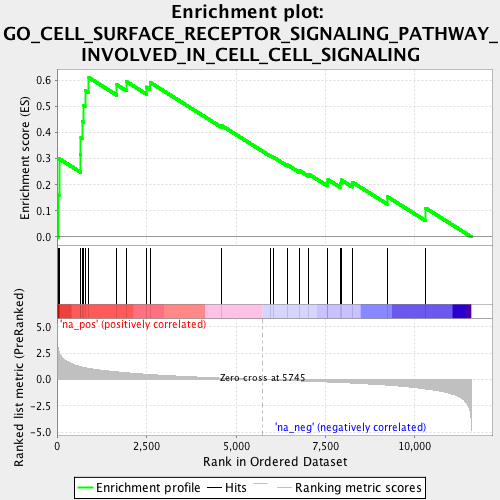 Enrichment plot:
GO_CELL_SURFACE_RECEPTOR_SIGNALING_PATHWAY_
INVOLVED_IN_CELL_CELL_SIGNALING
Enrichment score (ES)
0.6
0.5
0.4
0.3
0.2
0.1
0.0
'na_pos' (positively correlated)
Ranked list metric (PreRanked)
5.0
2.5
0.0
-2.5
-5.0
Zero cross at 5745
'na_neg' (negatively correlated)
0
2,500
5,000
7,500
10,000
Rank in Ordered Dataset
Enrichment profile
Hits
Ranking metric scores